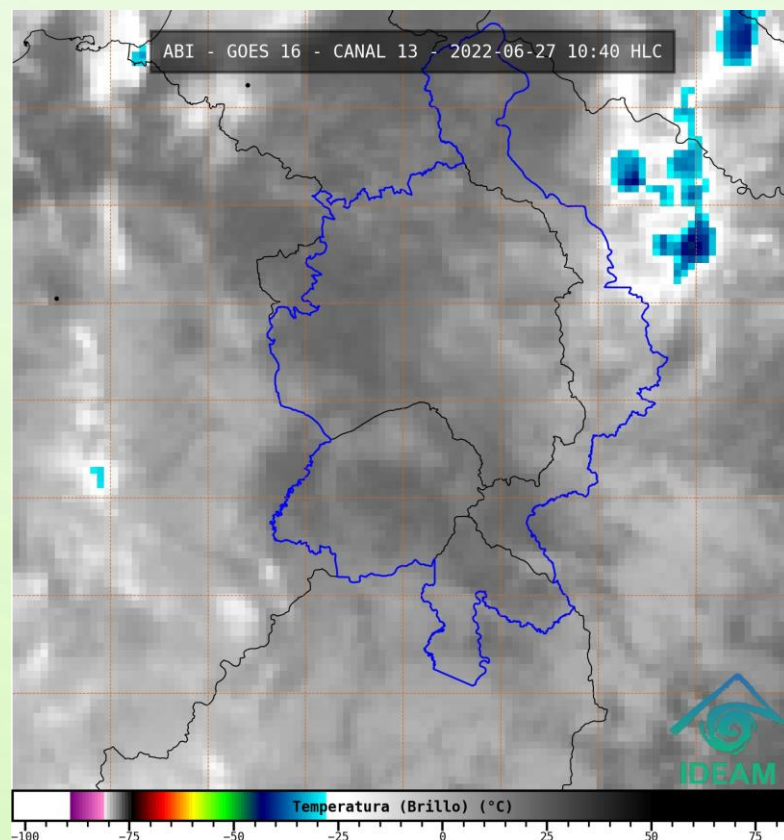 ABI - GOES 16 - CANAL 13 - 2022-06-27 10:40 HLC
IDEAM
Temperatura (Brillo) (°C)
−100 −75 −50 −25 0 25 50 75